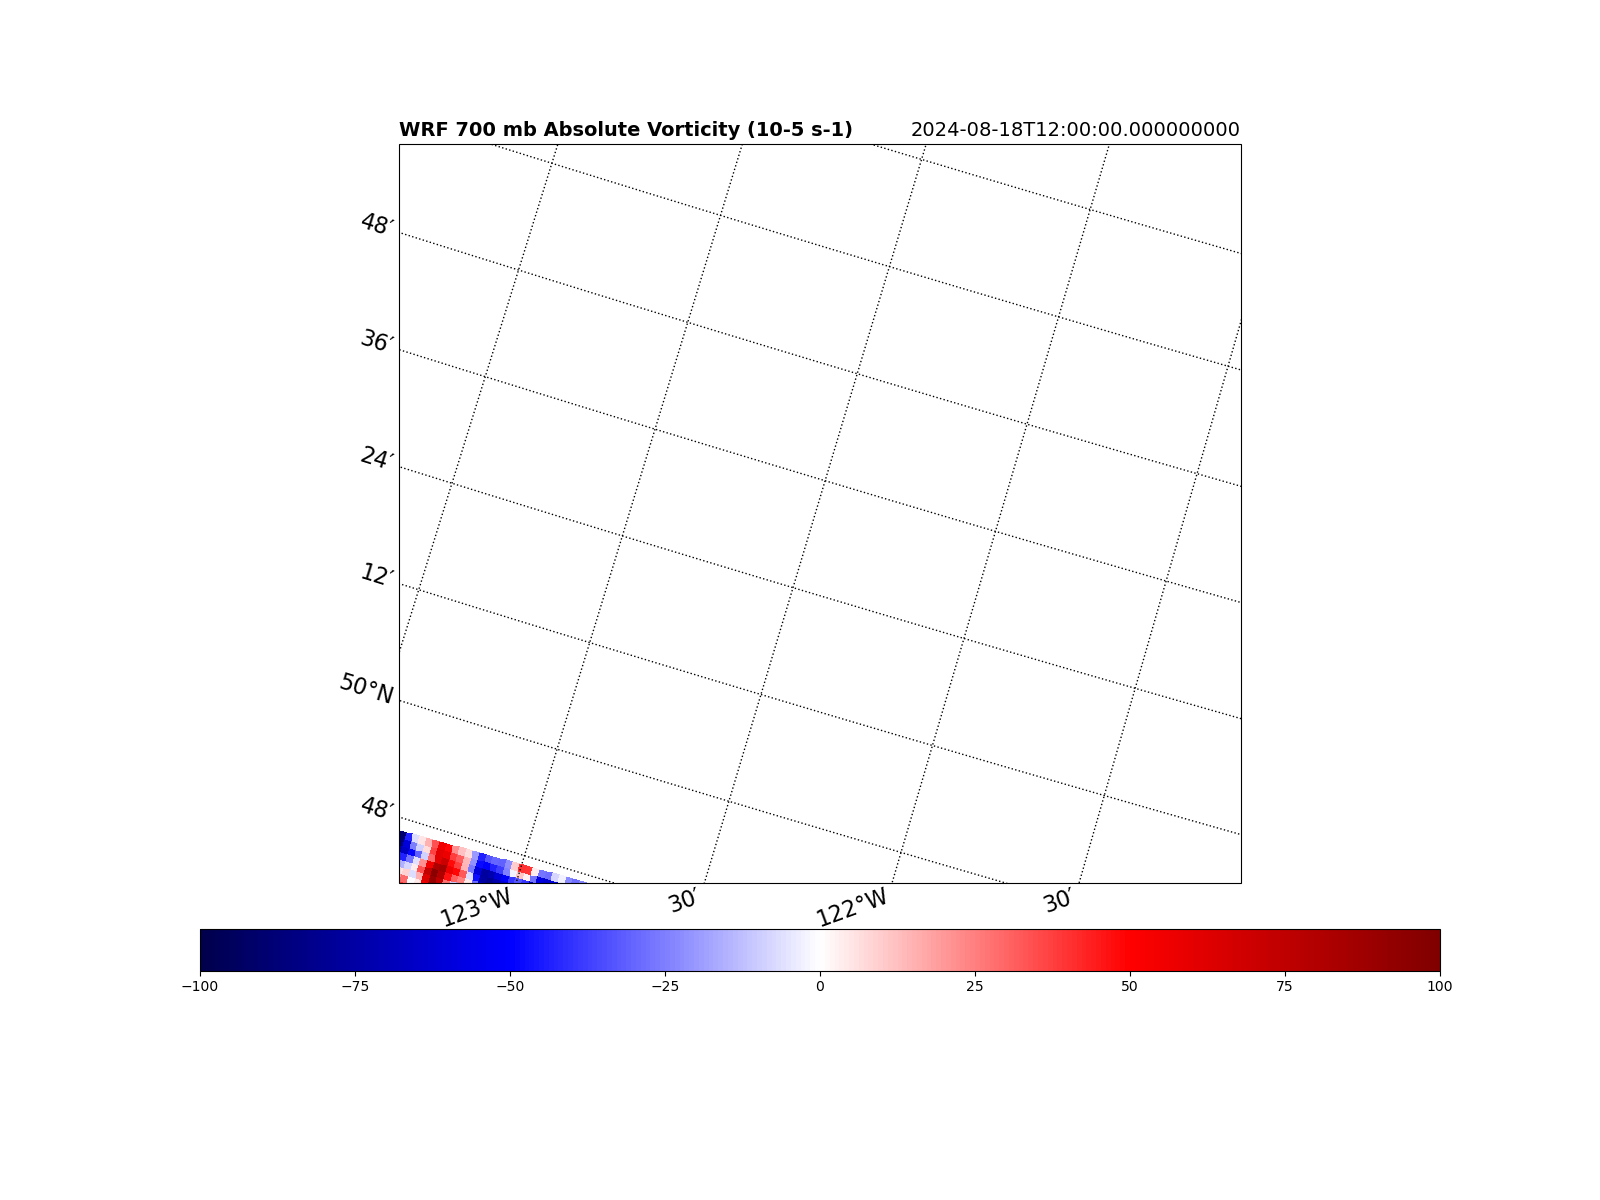 WRF 700 mb Absolute Vorticity (10-5 s-1) 2024-08-18T12:00:00.000000000
48′
36′
24′
12′
50°N
48′
123°W 30′ 122°W 30′
−100 −75 −50 −25 0 25 50 75 100